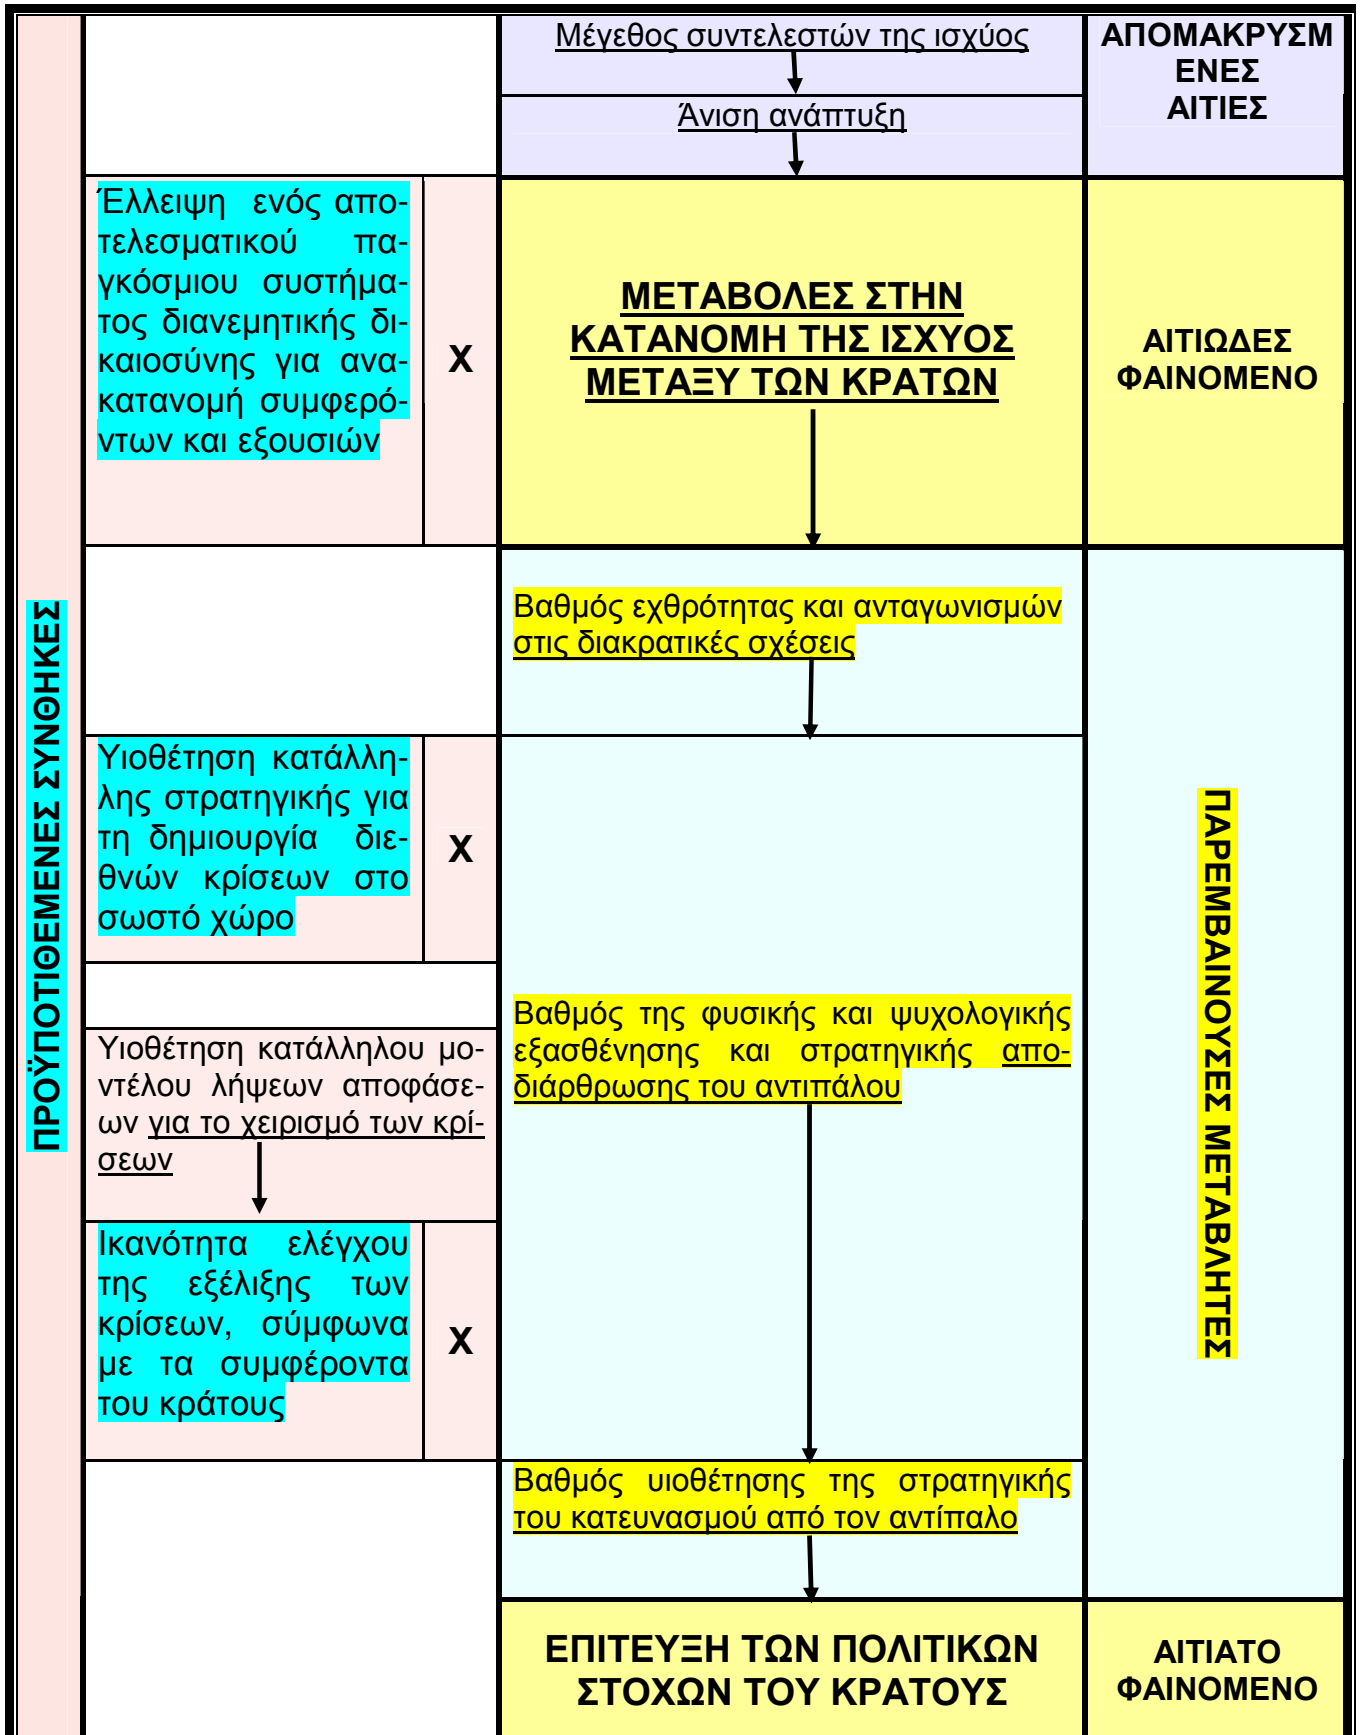 Μέγεθος συντελεστών της ισχύος
Άνιση ανάπτυξη
ΑΠΟΜΑΚΡΥΣΜ
ΕΝΕΣ
ΑΙΤΙΕΣ
ΠΡΟΫΠΟΤΙΘΕΜΕΝΕΣ ΣΥΝΘΗΚΕΣ
Έλλειψη ενός απο-
τελεσματικού πα-
γκόσμιου συστήμα-
τος διανεμητικής δι-
καιοσύνης για ανα-
κατανομή συμφερό-
ντων και εξουσιών
Χ
ΜΕΤΑΒΟΛΕΣ ΣΤΗΝ
ΚΑΤΑΝΟΜΗ ΤΗΣ ΙΣΧΥΟΣ
ΜΕΤΑΞΥ ΤΩΝ ΚΡΑΤΩΝ
ΑΙΤΙΩΔΕΣ
ΦΑΙΝΟΜΕΝΟ
Βαθμός εχθρότητας και ανταγωνισμών
στις διακρατικές σχέσεις
Υιοθέτηση κατάλλη-
λης στρατηγικής για
τη δημιουργία διε-
θνών κρίσεων στο
σωστό χώρο
Χ
ΠΑΡΕΜΒΑΙΝΟΥΣΕΣ ΜΕΤΑΒΛΗΤΕΣ
Βαθμός της φυσικής και ψυχολογικής
εξασθένησης και στρατηγικής απο-
διάρθρωσης του αντιπάλου
Υιοθέτηση κατάλληλου μο-
ντέλου λήψεων αποφάσε-
ων για το χειρισμό των κρί-
σεων
Ικανότητα ελέγχου
της εξέλιξης των
κρίσεων, σύμφωνα
με τα συμφέροντα
του κράτους
Χ
Βαθμός υιοθέτησης της στρατηγικής
του κατευνασμού από τον αντίπαλο
ΕΠΙΤΕΥΞΗ ΤΩΝ ΠΟΛΙΤΙΚΩΝ
ΣΤΟΧΩΝ ΤΟΥ ΚΡΑΤΟΥΣ
ΑΙΤΙΑΤΟ
ΦΑΙΝΟΜΕΝΟ